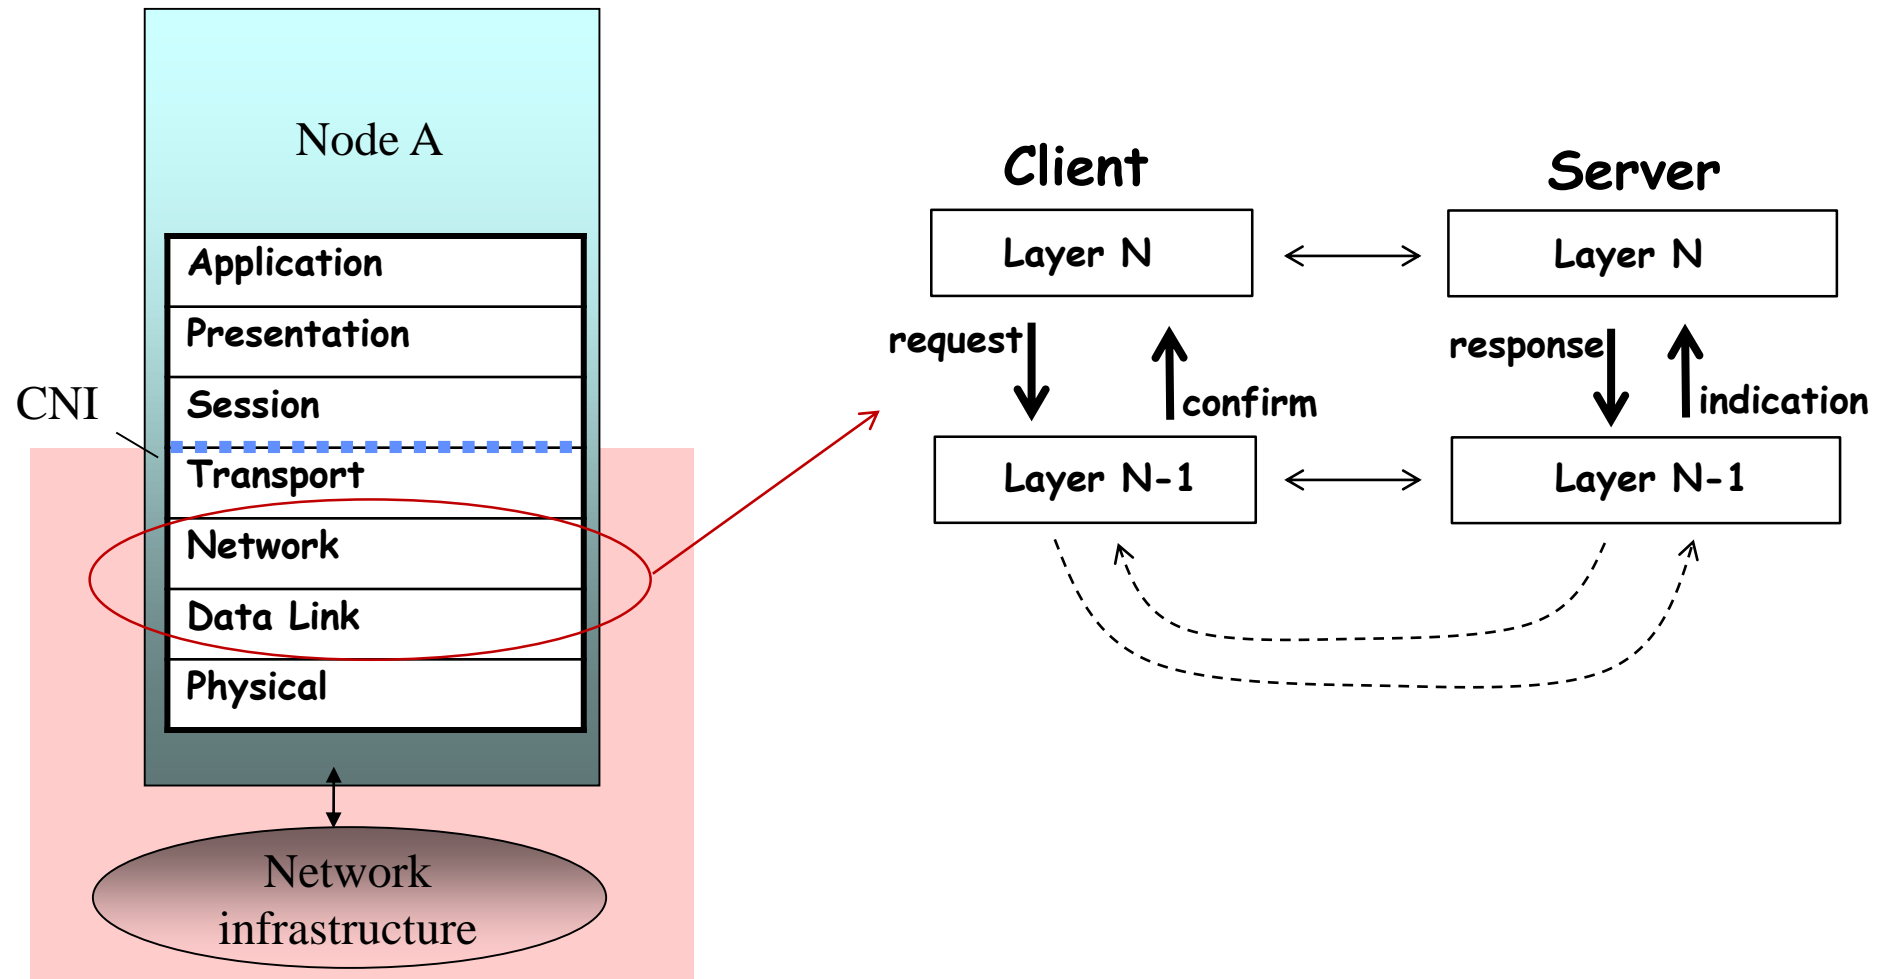 Node A
Application
Presentation
Session
CNI
Transport
Network
Data Link
Physical
Network
infrastructure
Client
Server
Layer N
Layer N
request
confirm
response
indication
Layer N-1
Layer N-1